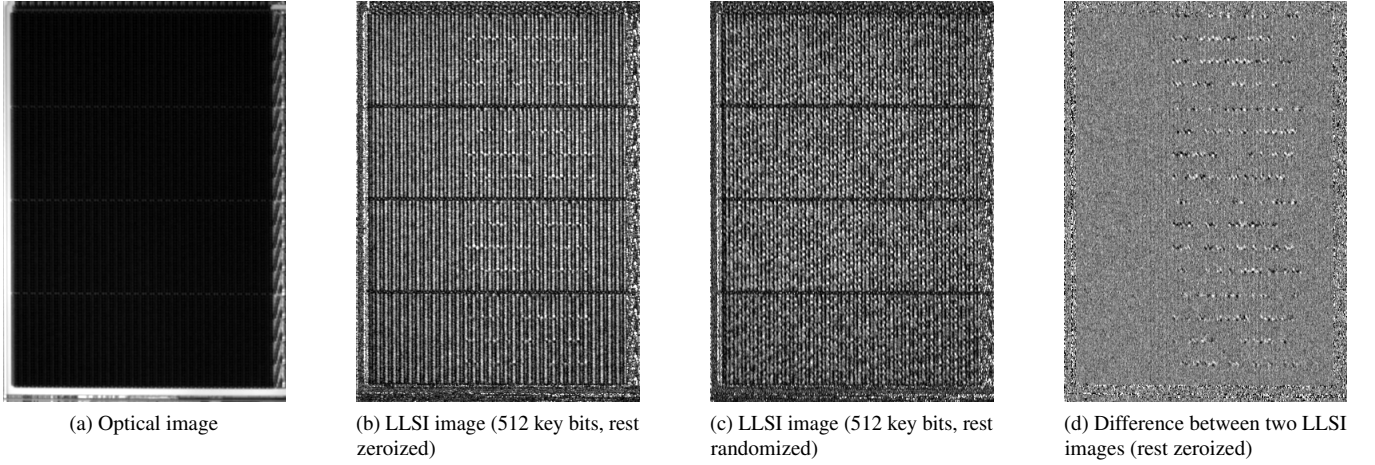 (a) Optical image
(b) LLSI image (512 key bits, rest
zeroized)
(c) LLSI image (512 key bits, rest
randomized)
(d) Difference between two LLSI
images (rest zeroized)